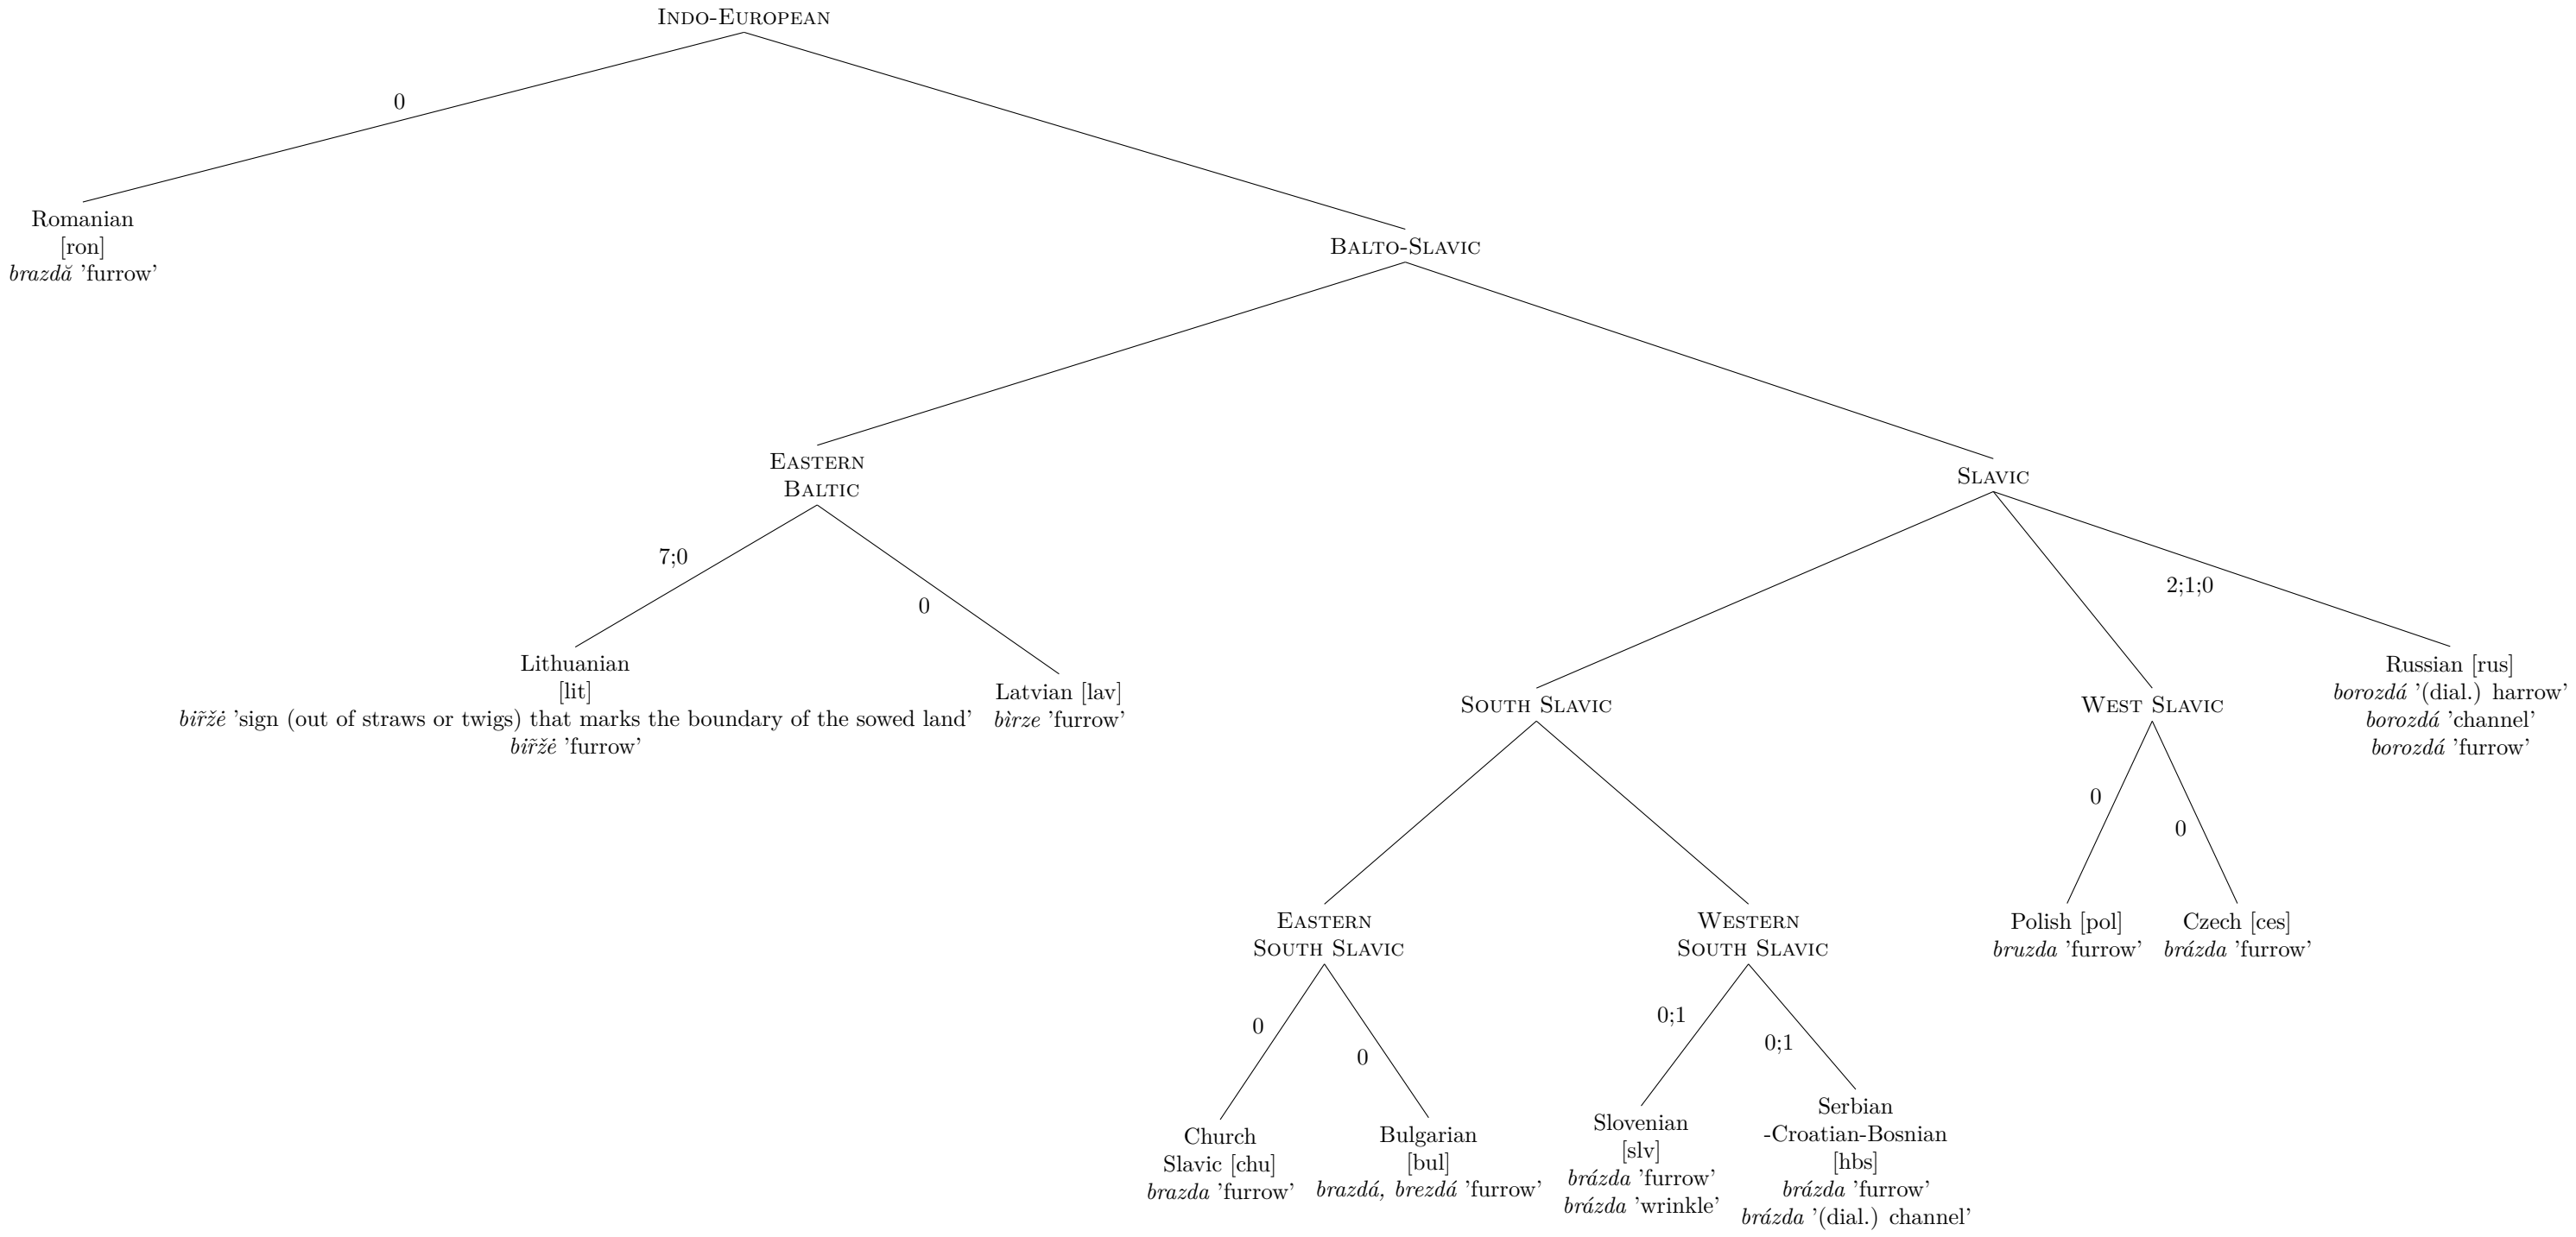 Indo-European
0
Romanian
[ron]
brazdă 'furrow’
Balto-Slavic
Eastern
Baltic
Slavic
7;0
0
2;1;0
Lithuanian
[lit]
bir̃žė 'sign (out of straws or twigs) that marks the boundary of the sowed land’
bir̃žė 'furrow’
Latvian [lav]
bìrze 'furrow’
South Slavic
West Slavic
Russian [rus]
borozdá '(dial.) harrow’
borozdá 'channel’
borozdá 'furrow’
0
0
Eastern
South Slavic
Western
South Slavic
Polish [pol]
bruzda 'furrow’
Czech [ces]
brázda 'furrow’
0
0
0;1
0;1
Church
Slavic [chu]
brazda 'furrow’
Bulgarian
[bul]
brazdá, brezdá 'furrow’
Slovenian
[slv]
brázda 'furrow’
brázda 'wrinkle’
Serbian
-Croatian-Bosnian
[hbs]
brázda 'furrow’
brázda '(dial.) channel’